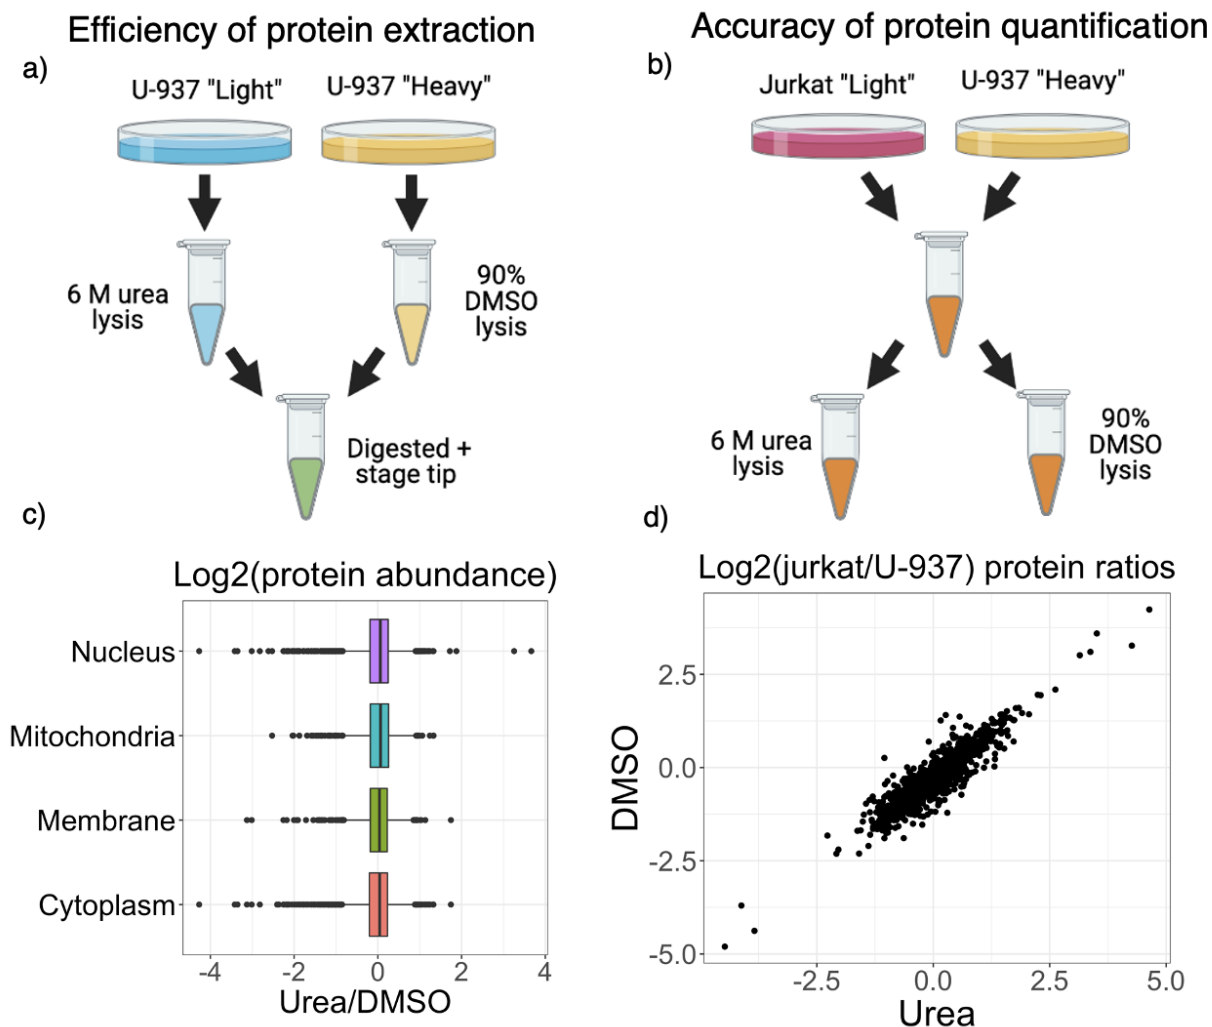 Efficiency of protein extraction
a)
U-937 "Light"
U-937 "Heavy"
6 M urea
lysis
90%
DMSO
lysis
Digested +
stage tip
Accuracy of protein quantification
b)
Jurkat "Light"
U-937 "Heavy"
6 M urea
lysis
90%
DMSO
lysis
c)
Log2(protein abundance)
Nucleus
Mitochondria
Membrane
Cytoplasm
-4 -2 0 2 4
Urea/DMSO
d)
Log2(jurkat/U-937) protein ratios
DMSO
2.5
0.0
-2.5
-5.0
-2.5 0.0 2.5 5.0
Urea